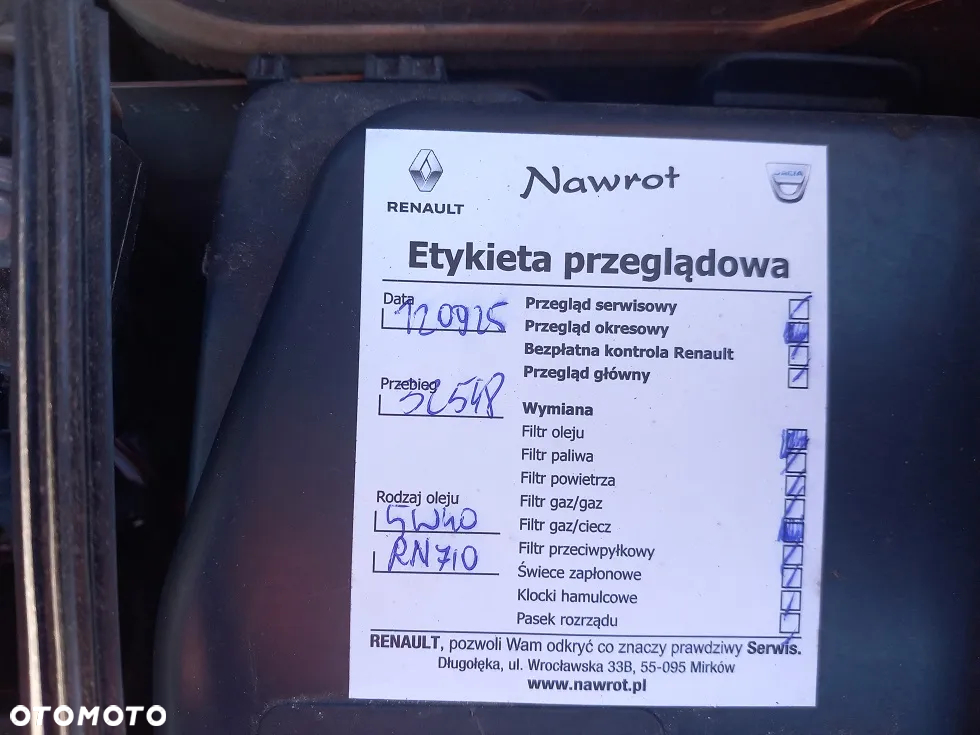 RENAULT
Nawrot
DACIA
Etykieta przeglądowa
Data
120925
Przegląd serwisowy
Przegląd okresowy
Bezpłatna kontrola Renault
Przegląd główny
Przebieg
32548
Wymiana
Filtr oleju
Filtr paliwa
Filtr powietrza
Rodzaj oleju
5W40
RN710
Filtr gaz/gaz
Filtr gaz/ciecz
Filtr przeciwpyłkowy
Świece zapłonowe
Klocki hamulcowe
Pasek rozrządu
RENAULT, pozwoli Wam odkryć co znaczy prawdziwy Serwis.
Długołęka, ul. Wrocławska 33B, 55-095 Mirków
www.nawrot.pl
OTOMOTO